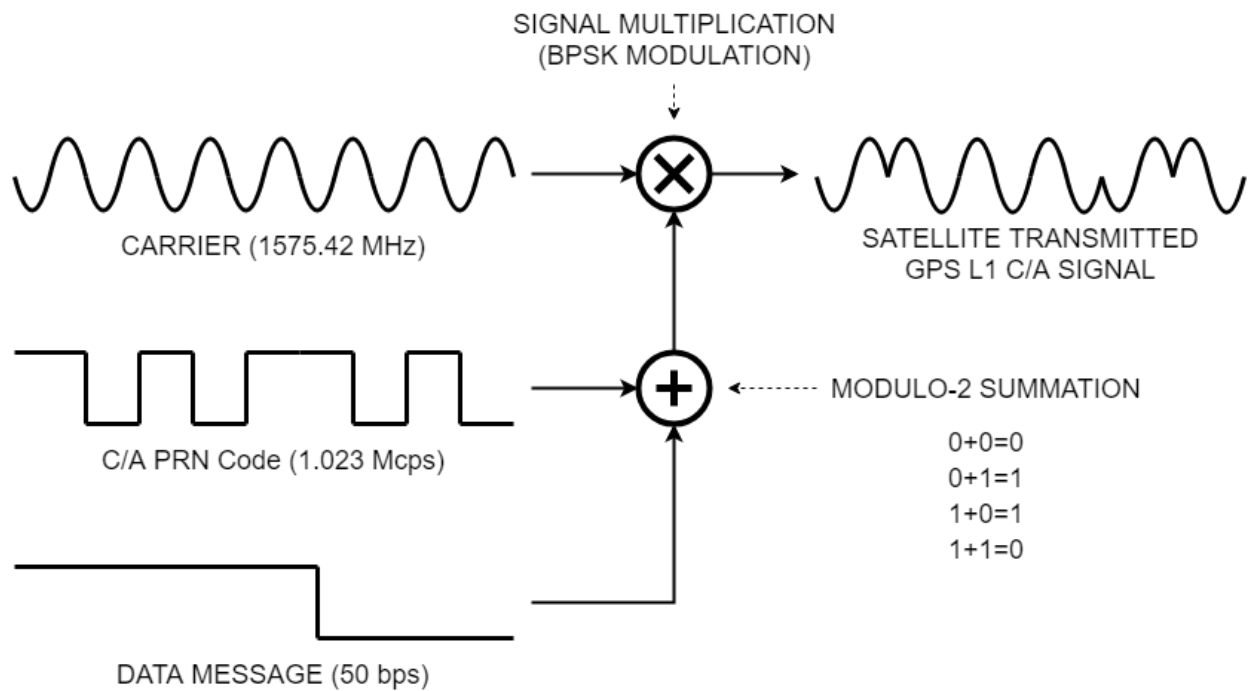 SIGNAL MULTIPLICATION
(BPSK MODULATION)
CARRIER (1575.42 MHz)
SATELLITE TRANSMITTED
GPS L1 C/A SIGNAL
MODULO-2 SUMMATION
0+0=0
0+1=1
1+0=1
1+1=0
C/A PRN Code (1.023 Mcps)
DATA MESSAGE (50 bps)